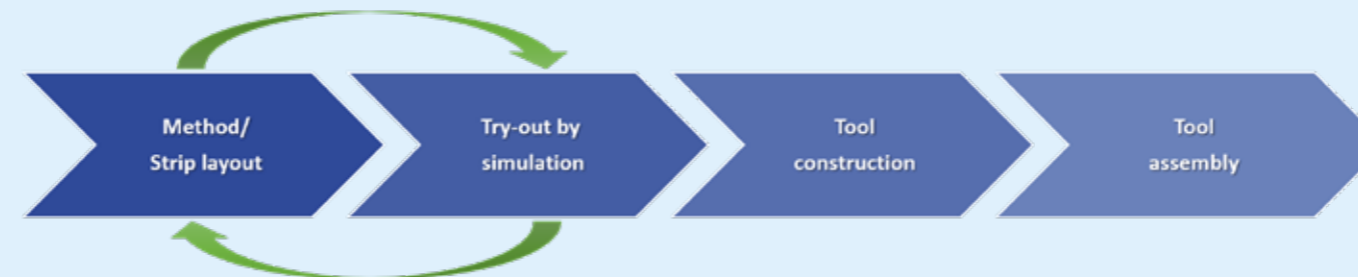 Method/
Strip layout
Try-out by
simulation
Tool
construction
Tool
assembly